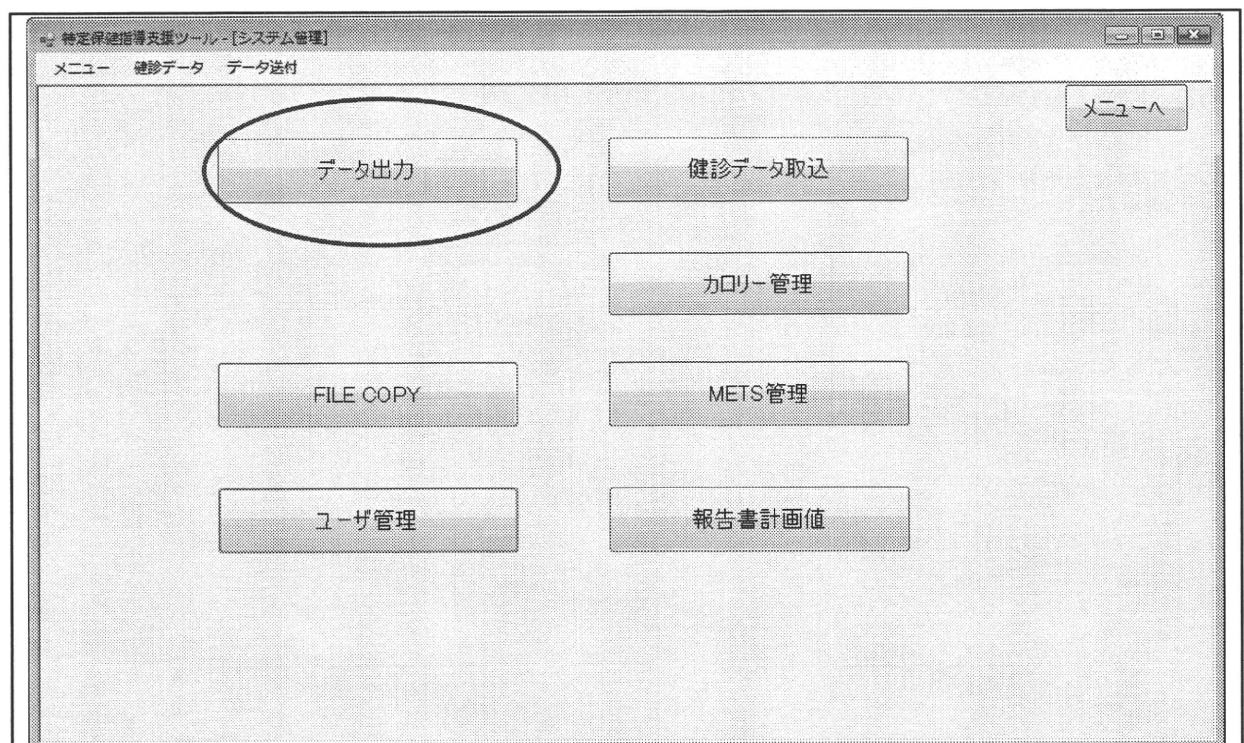 特定保健指導支援ツール - [システム管理]
メニュー 健診データ データ送付
メニューへ
データ出力 健診データ取込
カロリー管理
FILE COPY METS管理
ユーザ管理 報告書計画値